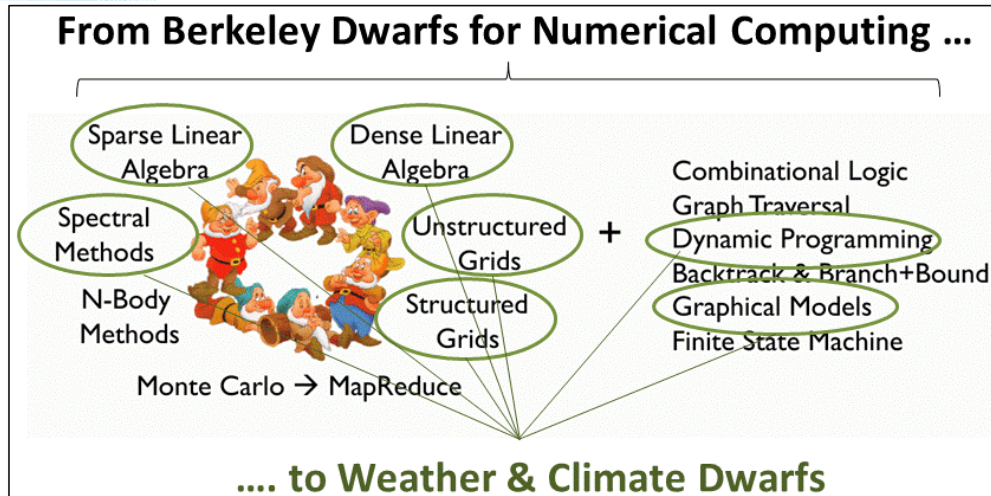 From Berkeley Dwarfs for Numerical Computing ...
Sparse Linear
Algebra
Dense Linear
Algebra
Spectral
Methods
Unstructured
Grids
N-Body
Methods
Structured
Grids
Monte Carlo → MapReduce
+
Combinational Logic
Graph Traversal
Dynamic Programming
Backtrack & Branch+Bound
Graphical Models
Finite State Machine
.... to Weather & Climate Dwarfs